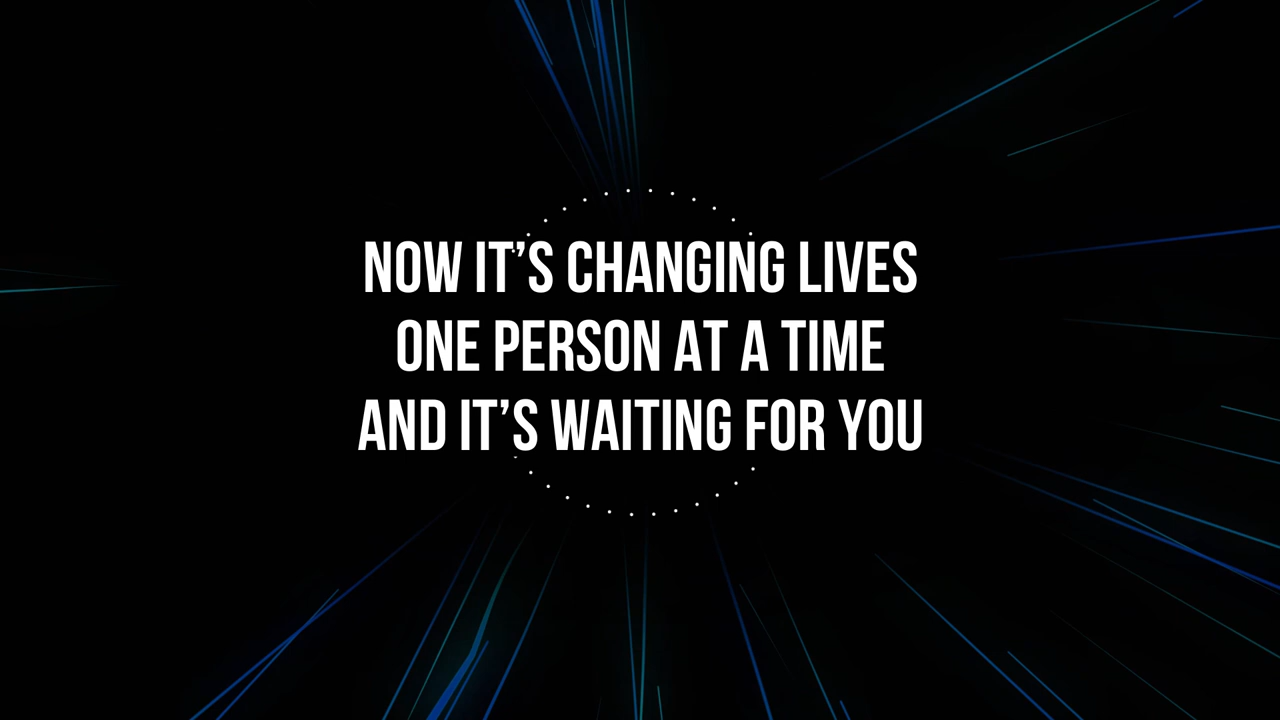 NOW IT’S CHANGING LIVES
ONE PERSON AT A TIME
AND IT’S WAITING FOR YOU